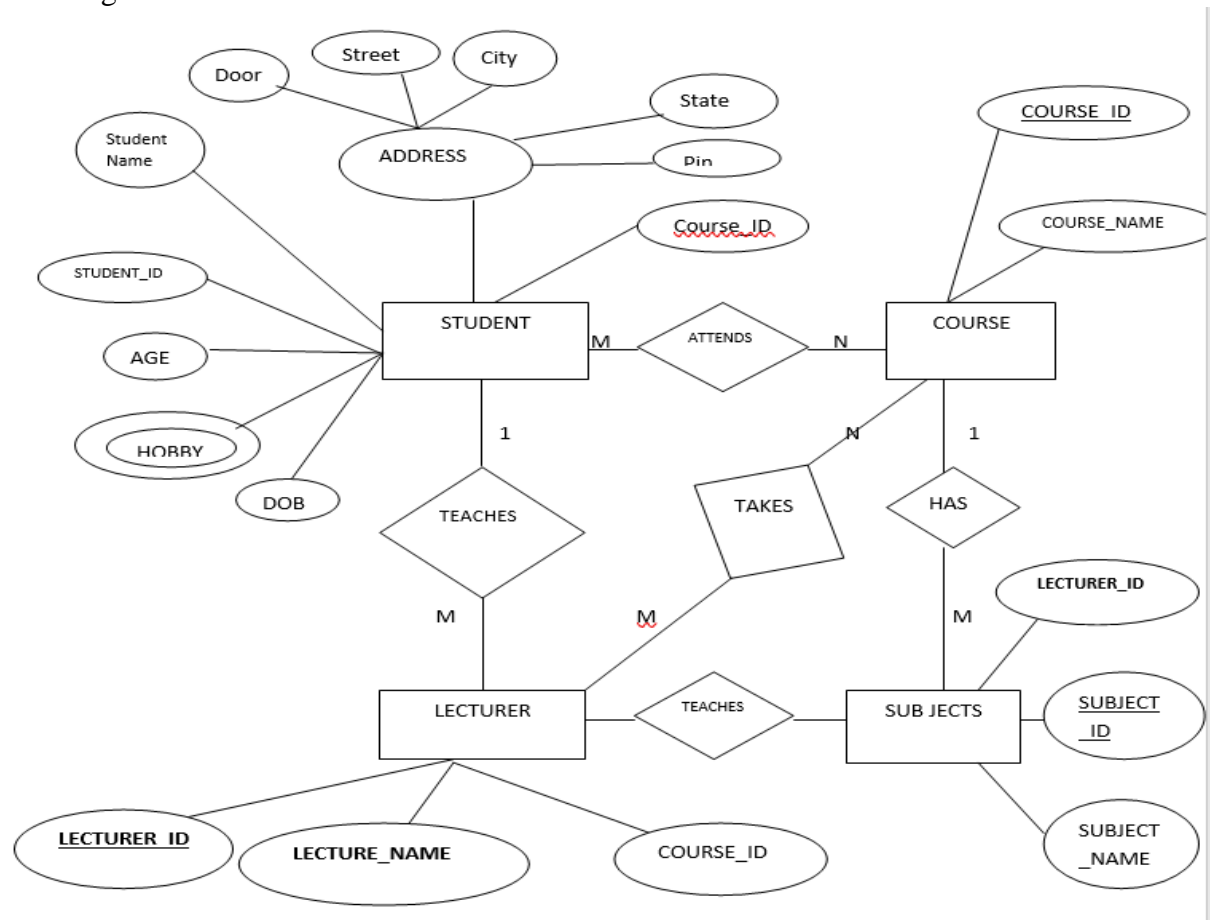 Street
City
Door
State
COURSE_ID
Student
Name
ADDRESS
Pin
Course_ID
COURSE_NAME
STUDENT_ID
STUDENT
COURSE
M
ATTENDS
N
AGE
1
N
1
HOBBY
DOB
TEACHES
TAKES
HAS
LECTURER_ID
M
M
M
LECTURER
TEACHES
SUB JECTS
SUBJECT
_ID
LECTURER_ID
LECTURE_NAME
COURSE_ID
SUBJECT
_NAME